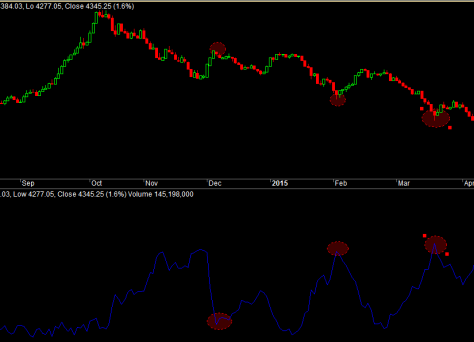 384.03, Lo 4277.05, Close 4345.25 (1.6%)
Sep Oct Nov Dec 2015 Feb Mar Apr
.03, Low 4277.05, Close 4345.25 (1.6%) Volume 145,198,000